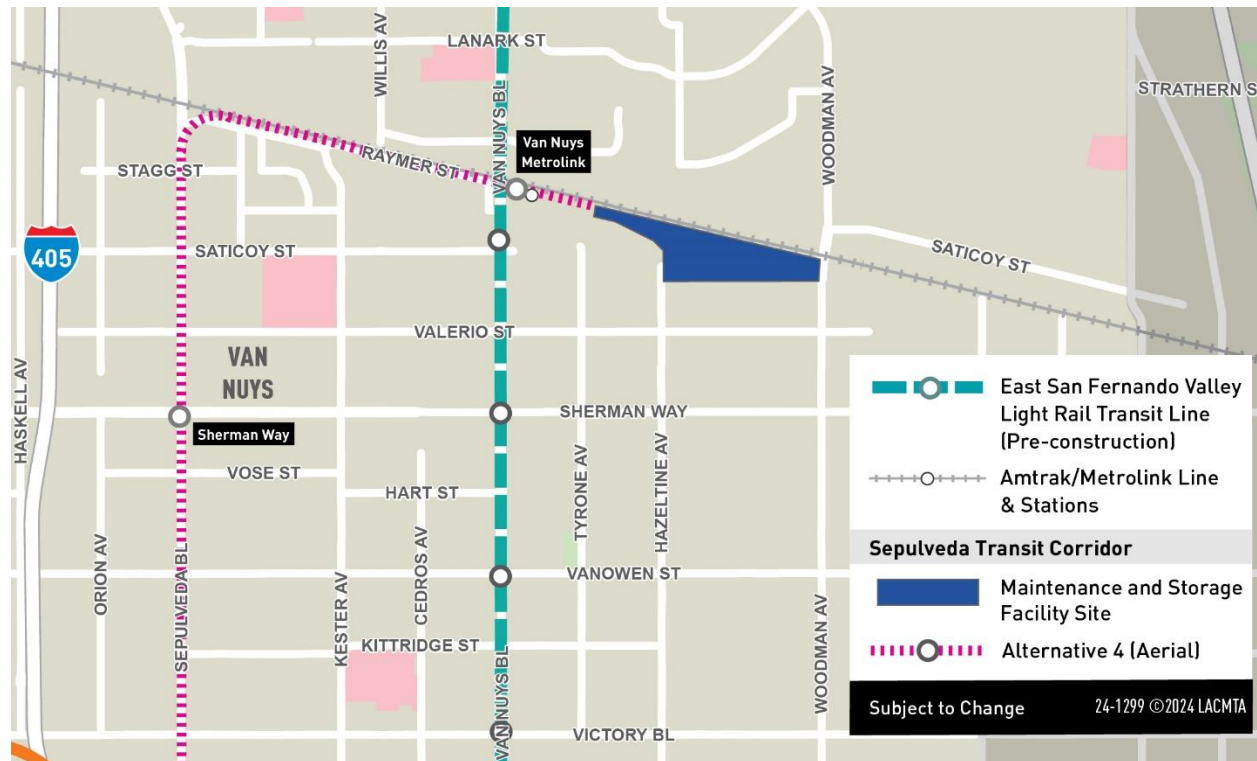 LANARK ST
WILLIS AV
VAN NUYS BL
WOODMAN AV
STRATHERN S
Van Nuys
Metrolink
RAYMER ST
STAGG ST
405
SATICOY ST
SATICOY ST
VALERIO ST
VAN
NUYS
HASKELL AV
SHERMAN WAY
Sherman Way
VOSE ST
HART ST
TYRONE AV
HAZELTINE AV
ORION AV
SEPULVEDA BL
KESTER AV
CEDROS AV
VANOWEN ST
KITTRIDGE ST
VAN NUYS BL
WOODMAN AV
VICTORY BL
East San Fernando Valley
Light Rail Transit Line
(Pre-construction)
Amtrak/Metrolink Line
& Stations
Sepulveda Transit Corridor
Maintenance and Storage
Facility Site
Alternative 4 (Aerial)
Subject to Change
24-1299 ©2024 LACMTA